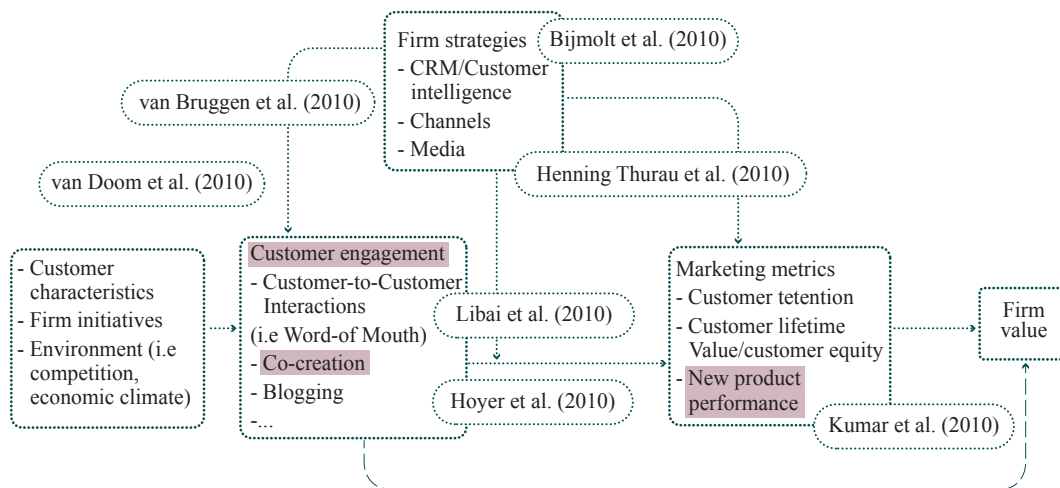 Firm strategies
- CRM/Customer
intelligence
- Channels
- Media
Bijmolt et al. (2010)
van Bruggen et al. (2010)
van Doom et al. (2010)
Henning Thurau et al. (2010)
- Customer
characteristics
- Firm initiatives
- Environment (i.e
competition,
economic climate)
Customer engagement
- Customer-to-Customer
Interactions
(i.e Word-of Mouth)
- Co-creation
- Blogging
-...
Libai et al. (2010)
Hoyer et al. (2010)
Marketing metrics
- Customer tetention
- Customer lifetime
Value/customer equity
- New product
performance
Kumar et al. (2010)
Firm
value